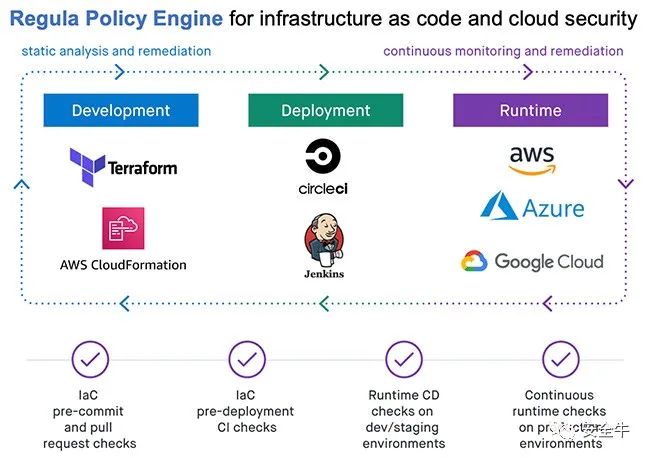 Regula Policy Engine for infrastructure as code and cloud security
static analysis and remediation
continuous monitoring and remediation
Development
Deployment
Runtime
Terraform
AWS CloudFormation
circleci
Jenkins
aws
Azure
Google Cloud
IaC
pre-commit
and pull
request checks
IaC
pre-deployment
CI checks
Runtime CD
checks on
dev/staging
environments
Continuous
runtime checks
on
environments
安全牛